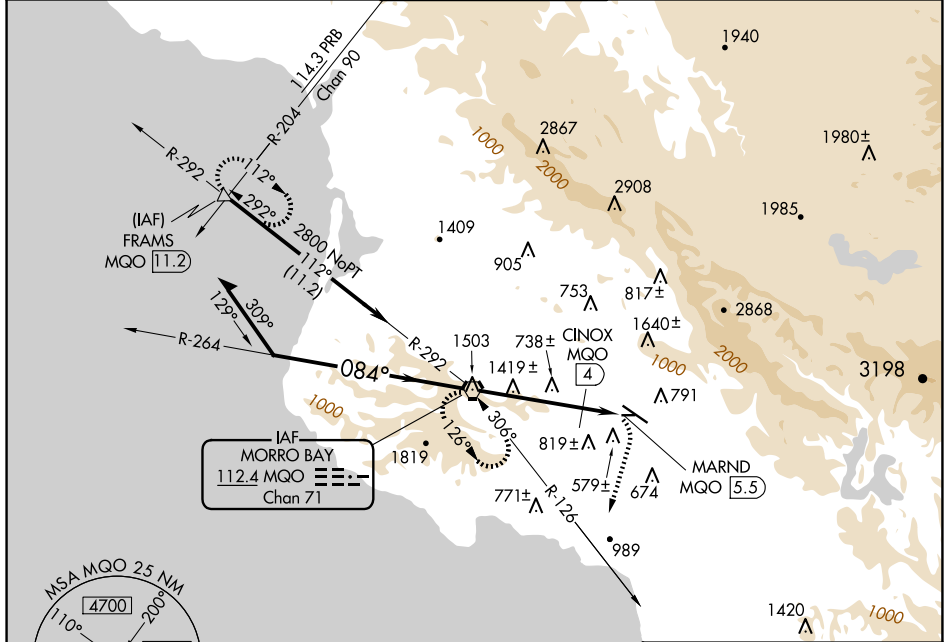 1940
114.3 PRB
Chan 90
R-204
1000
2867
1980±
2000
R-292
112°
292°
2908
1985
(IAF)
FRAMS
MQO 11.2
2800 NoPT
112°
(11.2)
1409
905
753
817±
2868
309°
129°
R-264
R-292
1503
738±
CINOX
MQO
4
1640±
1000
2000
084°
1419±
3198
1000
791
IAF
MORRO BAY
112.4 MQO
Chan 71
1819
126°
306°
819±
579±
674
MARND
MQO 5.5
771±
R-126
989
MSA MQO 25 NM
4700
110°
200°
1420
1000